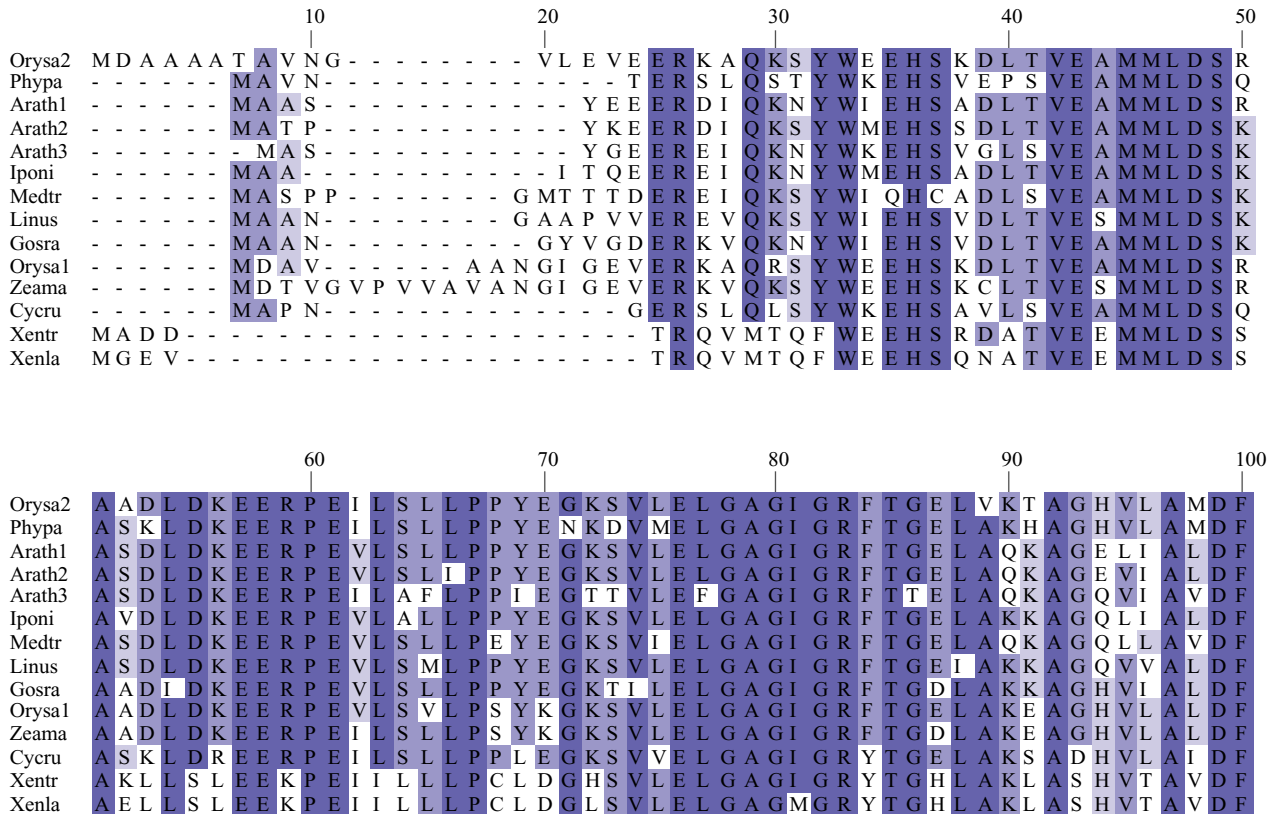 10 20 30 40 50
Orysa2 M D A A A A T A V N G - - - - - - - - V L E V E E R K A Q K S Y W E E H S K D L T V E A M M L D S R
Phypa - - - - - - M A V N - - - - - - - - - - - - - T E R S L Q S T Y W K E H S V E P S V E A M M L D S Q
Arath1 - - - - - - M A A S - - - - - - - - - - - Y E E E R D I Q K N Y W I E H S A D L T V E A M M L D S R
Arath2 - - - - - - M A T P - - - - - - - - - - - Y K E E R D I Q K S Y W M E H S S D L T V E A M M L D S K
Arath3 - - - - - - M A S - - - - - - - - - - - - Y G E E R E I Q K N Y W K E H S V G L S V E A M M L D S K
Iponi - - - - - - M A A - - - - - - - - - - - I T Q E E R E I Q K N Y W M E H S A D L T V E A M M L D S K
Medtr - - - - - - M A S P P - - - - - - - G M T T T D E R E I Q K S Y W I Q H C A D L S V E A M M L D S K
Linus - - - - - - M A A N - - - - - - - - G A A P V V E R E V Q K S Y W I E H S V D L T V E S M M L D S K
Gosra - - - - - - M A A N - - - - - - - - - G Y V G D E R K V Q K N Y W I E H S V D L T V E A M M L D S K
Orysa1 - - - - - - M D A V - - - - - - A A N G I G E V E R K A Q R S Y W E E H S K D L T V E A M M L D S R
Zeama - - - - - - M D T V G V P V V A V A N G I G E V E R K V Q K S Y W E E H S K C L T V E S M M L D S R
Cycru - - - - - - M A P N - - - - - - - - - - - - - G E R S L Q L S Y W K E H S A V L S V E A M M L D S Q
Xentr M A D D - - - - - - - - - - - - - - - - - - - - T R Q V M T Q F W E E H S R D A T V E E M M L D S S
Xenla M G E V - - - - - - - - - - - - - - - - - - - - T R Q V M T Q F W E E H S Q N A T V E E M M L D S S
60 70 80 90 100
Orysa2 A A D L D K E E R P E I L S L L P P Y E G K S V L E L G A G I G R F T G E L V K T A G H V L A M D F
Phypa A S K L D K E E R P E I L S L L P P Y E N K D V M E L G A G I G R F T G E L A K H A G H V L A M D F
Arath1 A S D L D K E E R P E V L S L L P P Y E G K S V L E L G A G I G R F T G E L A Q K A G E L I A L D F
Arath2 A S D L D K E E R P E V L S L I P P Y E G K S V L E L G A G I G R F T G E L A Q K A G E V I A L D F
Arath3 A S D L D K E E R P E I L A F L P P I E G T T V L E F G A G I G R F T T E L A Q K A G Q V I A V D F
Iponi A V D L D K E E R P E V L A L L P P Y E G K S V L E L G A G I G R F T G E L A K K A G Q L I A L D F
Medtr A S D L D K E E R P E V L S L L P E Y E G K S V I E L G A G I G R F T G E L A Q K A G Q L L A V D F
Linus A S D L D K E E R P E V L S M L P P Y E G K S V L E L G A G I G R F T G E I A K K A G Q V V A L D F
Gosra A A D I D K E E R P E V L S L L P P Y E G K T I L E L G A G I G R F T G D L A K K A G H V I A L D F
Orysa1 A A D L D K E E R P E V L S V L P S Y K G K S V L E L G A G I G R F T G E L A K E A G H V L A L D F
Zeama A A D L D K E E R P E I L S L L P S Y K G K S V L E L G A G I G R F T G D L A K E A G H V L A L D F
Cycru A S K L D R E E R P E I L S L L P P L E G K S V V E L G A G I G R Y T G E L A K S A D H V L A I D F
Xentr A K L L S L E E K P E I I L L L P C L D G H S V L E L G A G I G R Y T G H L A K L A S H V T A V D F
Xenla A E L L S L E E K P E I I L L L P C L D G L S V L E L G A G M G R Y T G H L A K L A S H V T A V D F